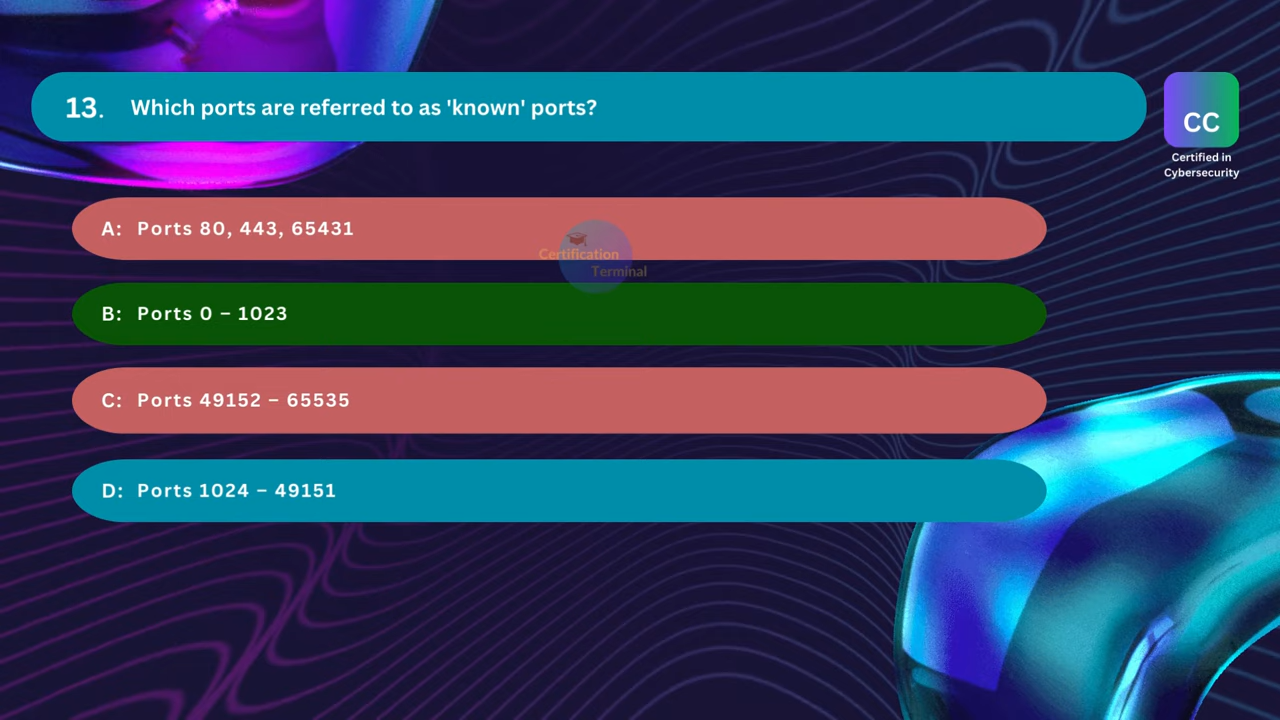 13. Which ports are referred to as 'known' ports?
CC
Certified in
Cybersecurity
A: Ports 80, 443, 65431
Certification
Terminal
B: Ports 0 – 1023
C: Ports 49152 – 65535
D: Ports 1024 – 49151